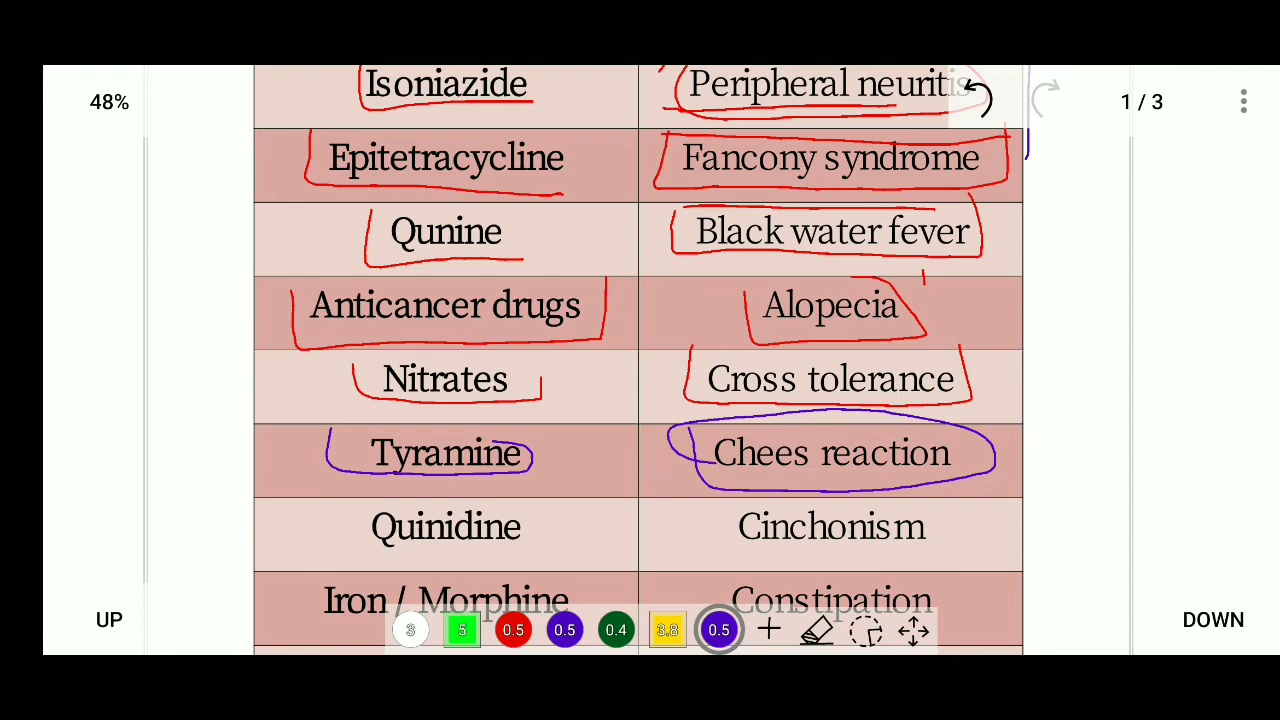 48%
1 / 3
Isoniazide Peripheral neuritis
Epitetracycline Fancony syndrome
Qunine Black water fever
Anticancer drugs Alopecia
Nitrates Cross tolerance
Tyramine Chees reaction
Quinidine Cinchonism
Iron / Morphine Constipation
UP
3 5 0.5 0.5 0.4 3.8 0.5
DOWN